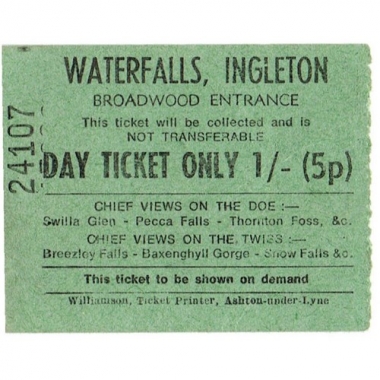 WATERFALLS, INGLETON
BROADWOOD ENTRANCE
This ticket will be collected and is
NOT TRANSFERABLE
24107
DAY TICKET ONLY 1/- (5p)
CHIEF VIEWS ON THE DOE :—
Swilla Glen - Pecca Falls - Thornton Foss, &c.
CHIEF VIEWS ON THE TWISS :—
Breezley Falls - Baxenghyll Gorge - Snow Falls &c.
This ticket to be shown on demand
Williamson, Ticket Printer, Ashton-under-Lyne